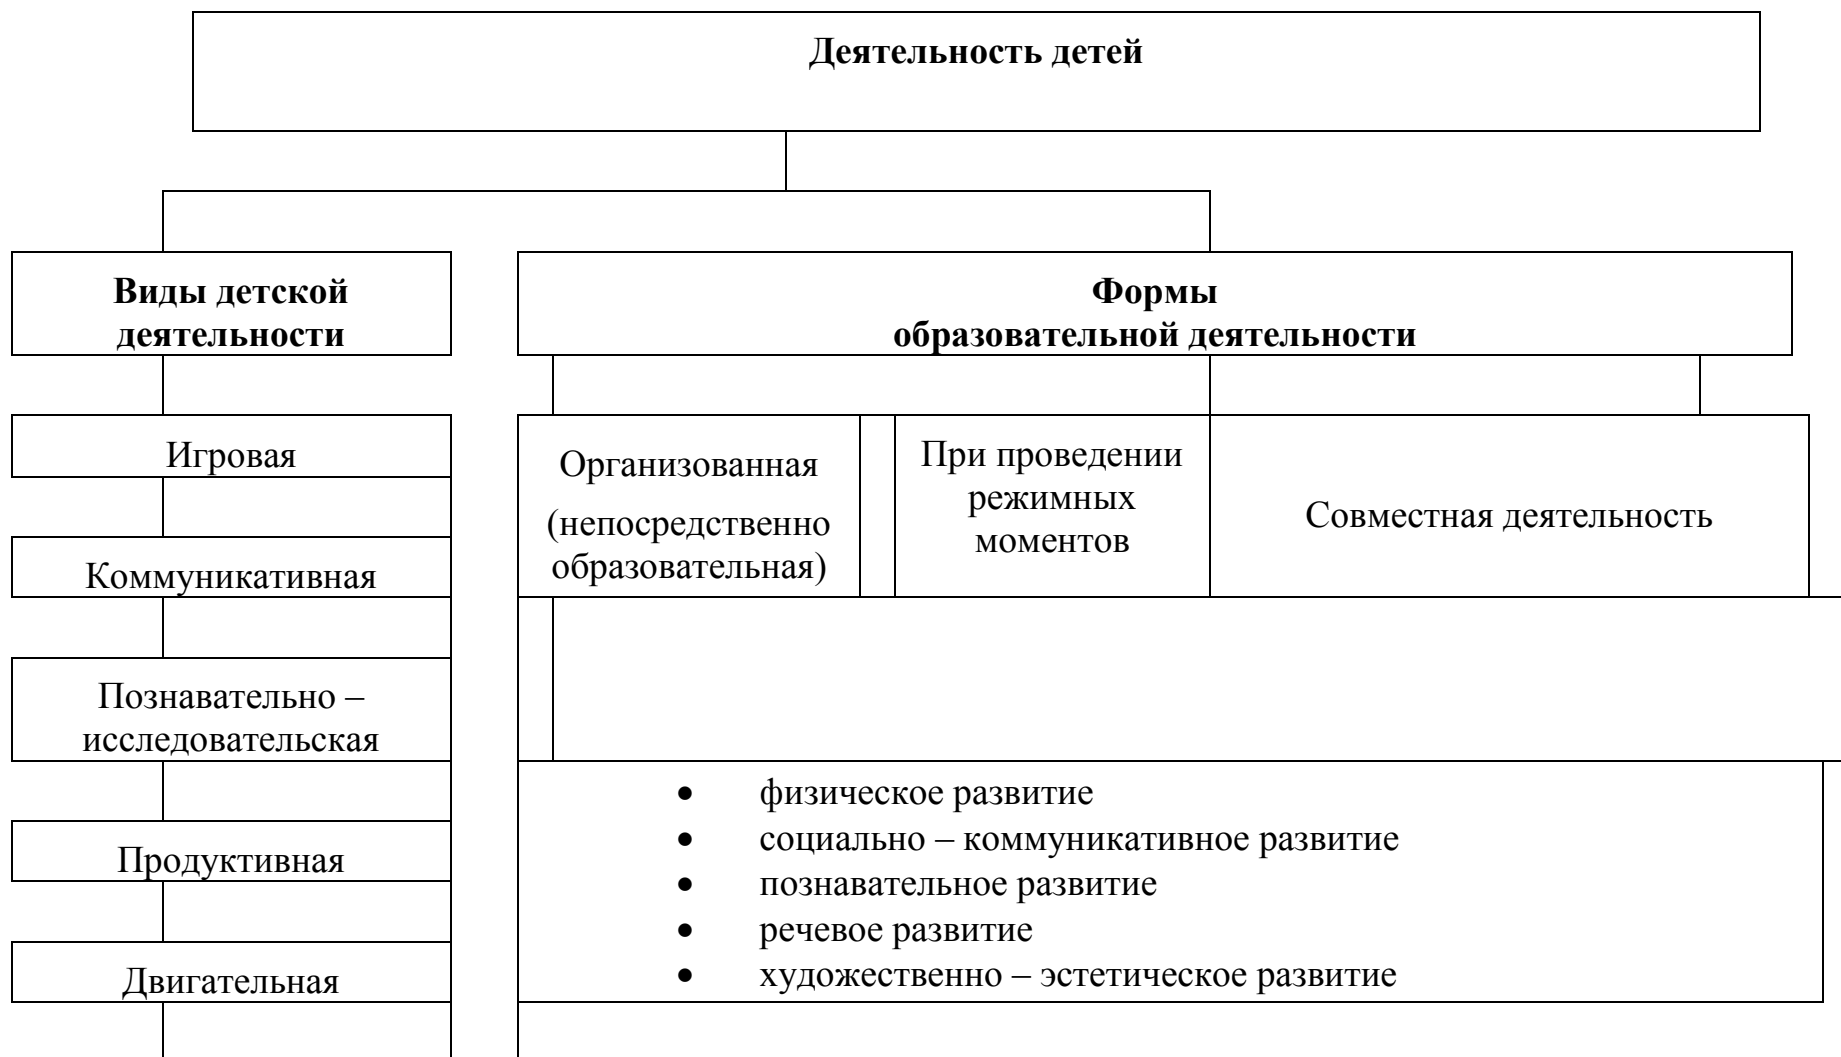 Деятельность детей
Виды детской
деятельности
Формы
образовательной деятельности
Игровая
Коммуникативная
Познавательно –
исследовательская
Продуктивная
Двигательная
Организованная
(непосредственно
образовательная)
При проведении
режимных
моментов
Совместная деятельность
• физическое развитие
• социально – коммуникативное развитие
• познавательное развитие
• речевое развитие
• художественно – эстетическое развитие